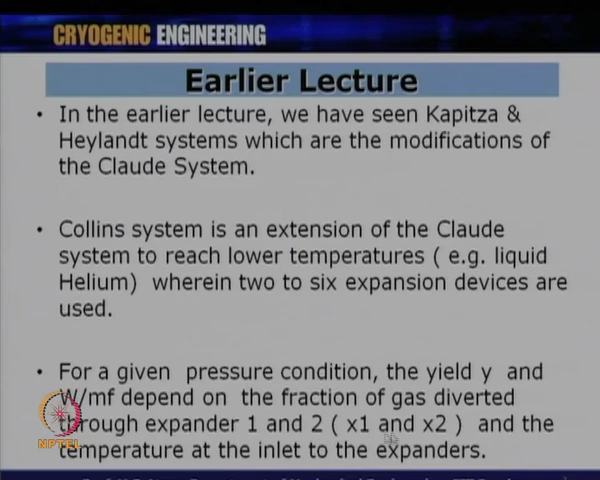 CRYOGENIC ENGINEERING
Earlier Lecture
• In the earlier lecture, we have seen Kapitza &
Heylandt systems which are the modifications of
the Claude System.
• Collins system is an extension of the Claude
system to reach lower temperatures ( e.g. liquid
Helium) wherein two to six expansion devices are
used.
• For a given pressure condition, the yield y and
W/mf depend on the fraction of gas diverted
through expander 1 and 2 ( x1 and x2 ) and the
temperature at the inlet to the expanders.
NPTEL